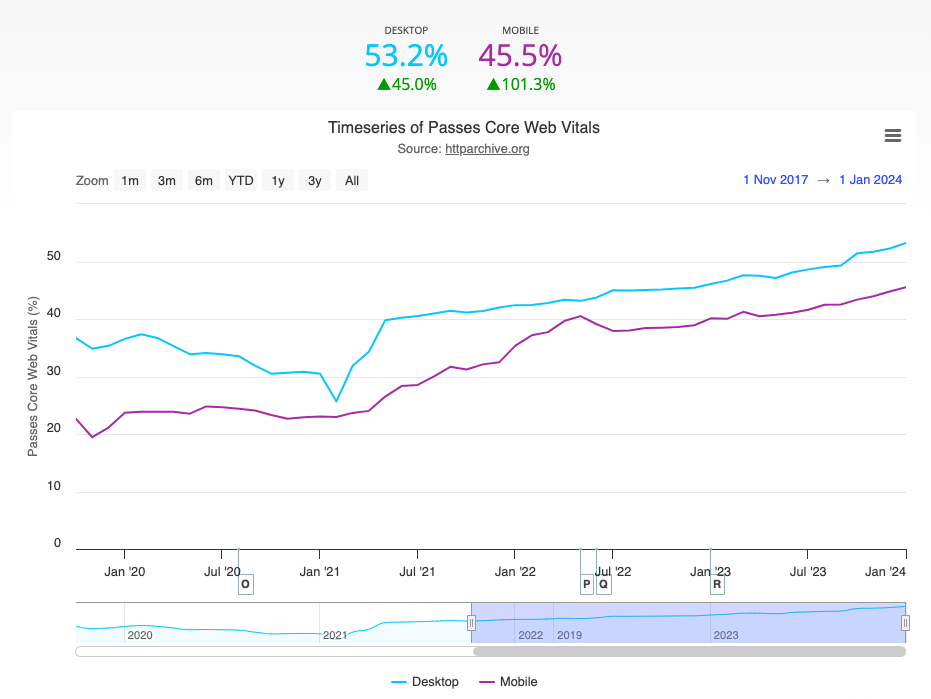 DESKTOP MOBILE
53.2% 45.5%
▲45.0% ▲101.3%
Timeseries of Passes Core Web Vitals
Source: httparchive.org
Zoom 1m 3m 6m YTD 1y 3y All 1 Nov 2017 → 1 Jan 2024
Passes Core Web Vitals (%)
50
40
30
20
10
0
Jan '20 Jul '20 Jan '21 Jul '21 Jan '22 Jul '22 Jan '23 Jul '23 Jan '24
O P Q R
2020 2021 2022 2019 2023
Desktop Mobile